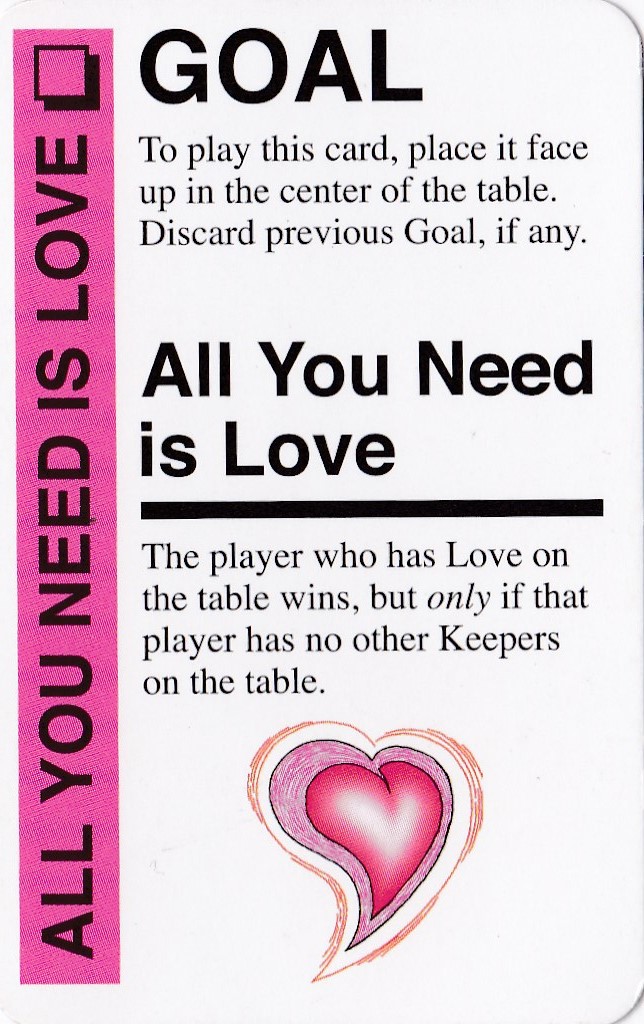 ALL YOU NEED IS LOVE
GOAL
To play this card, place it face
up in the center of the table.
Discard previous Goal, if any.
All You Need
is Love
The player who has Love on
the table wins, but only if that
player has no other Keepers
on the table.